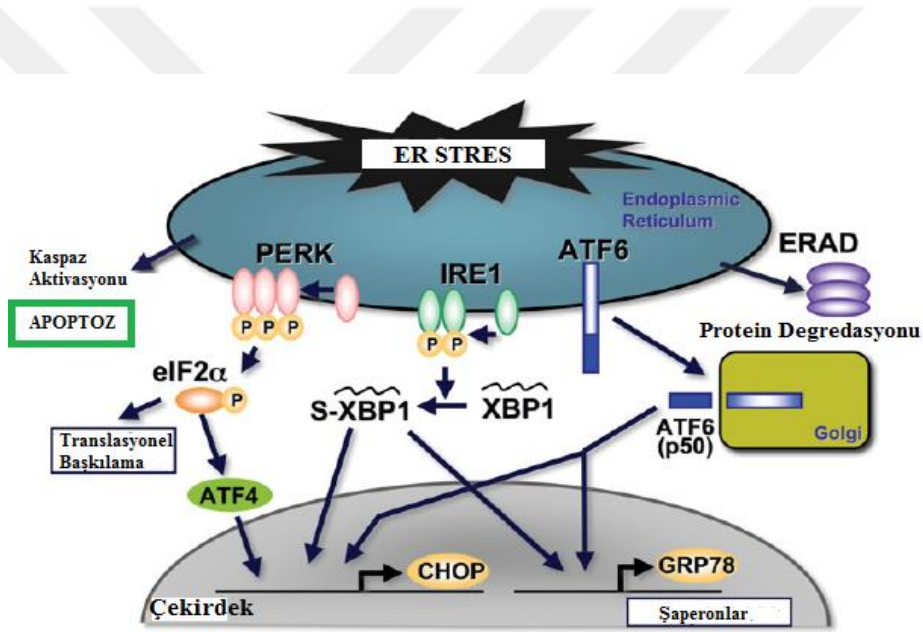 ER STRES
Endoplasmic
Reticulum
PERK
IRE1
ATF6
ERAD
Kaspaz
Aktivasyonu
APOPTOZ
P P P
P P
Protein Degredasyonu
eIF2α
P
S-XBP1
XBP1
ATF6
(p50)
Golgi
Translasyonel
Başkılama
ATF4
CHOP
GRP78
Çekirdek
Şaperonlar